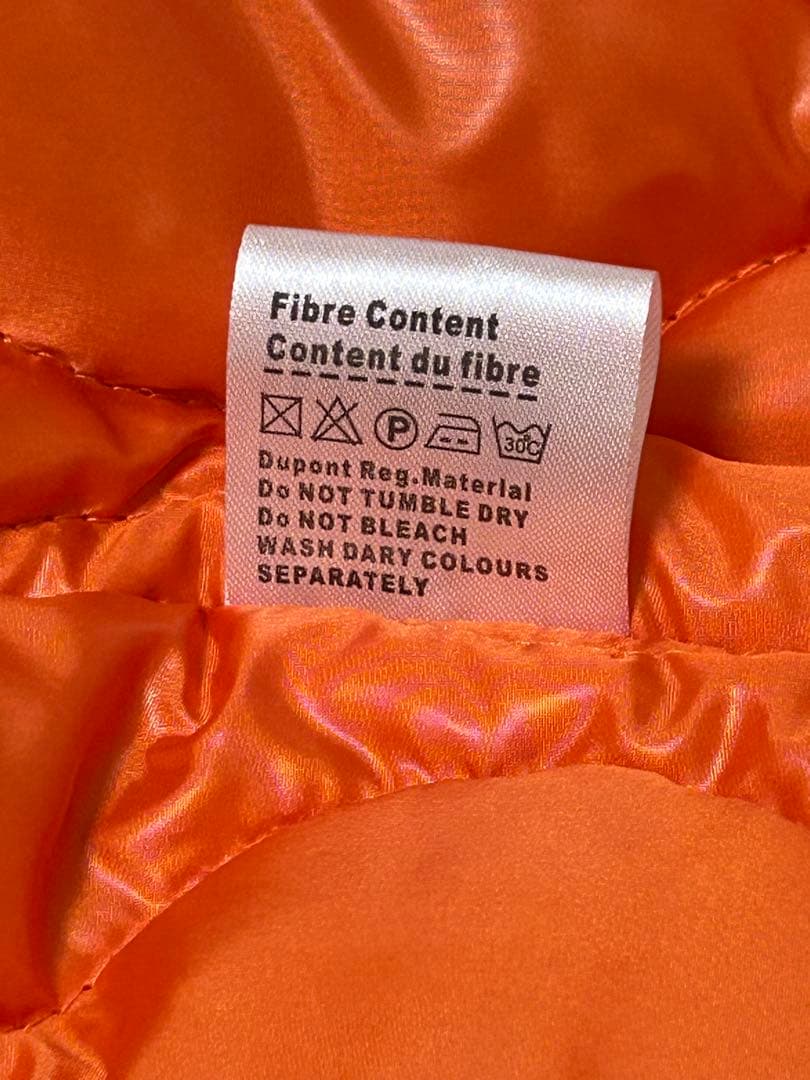 Fibre Content
Content du fibre
P 30C
Dupont Reg.Material
Do NOT TUMBLE DRY
Do NOT BLEACH
WASH DARY COLOURS
SEPARATELY